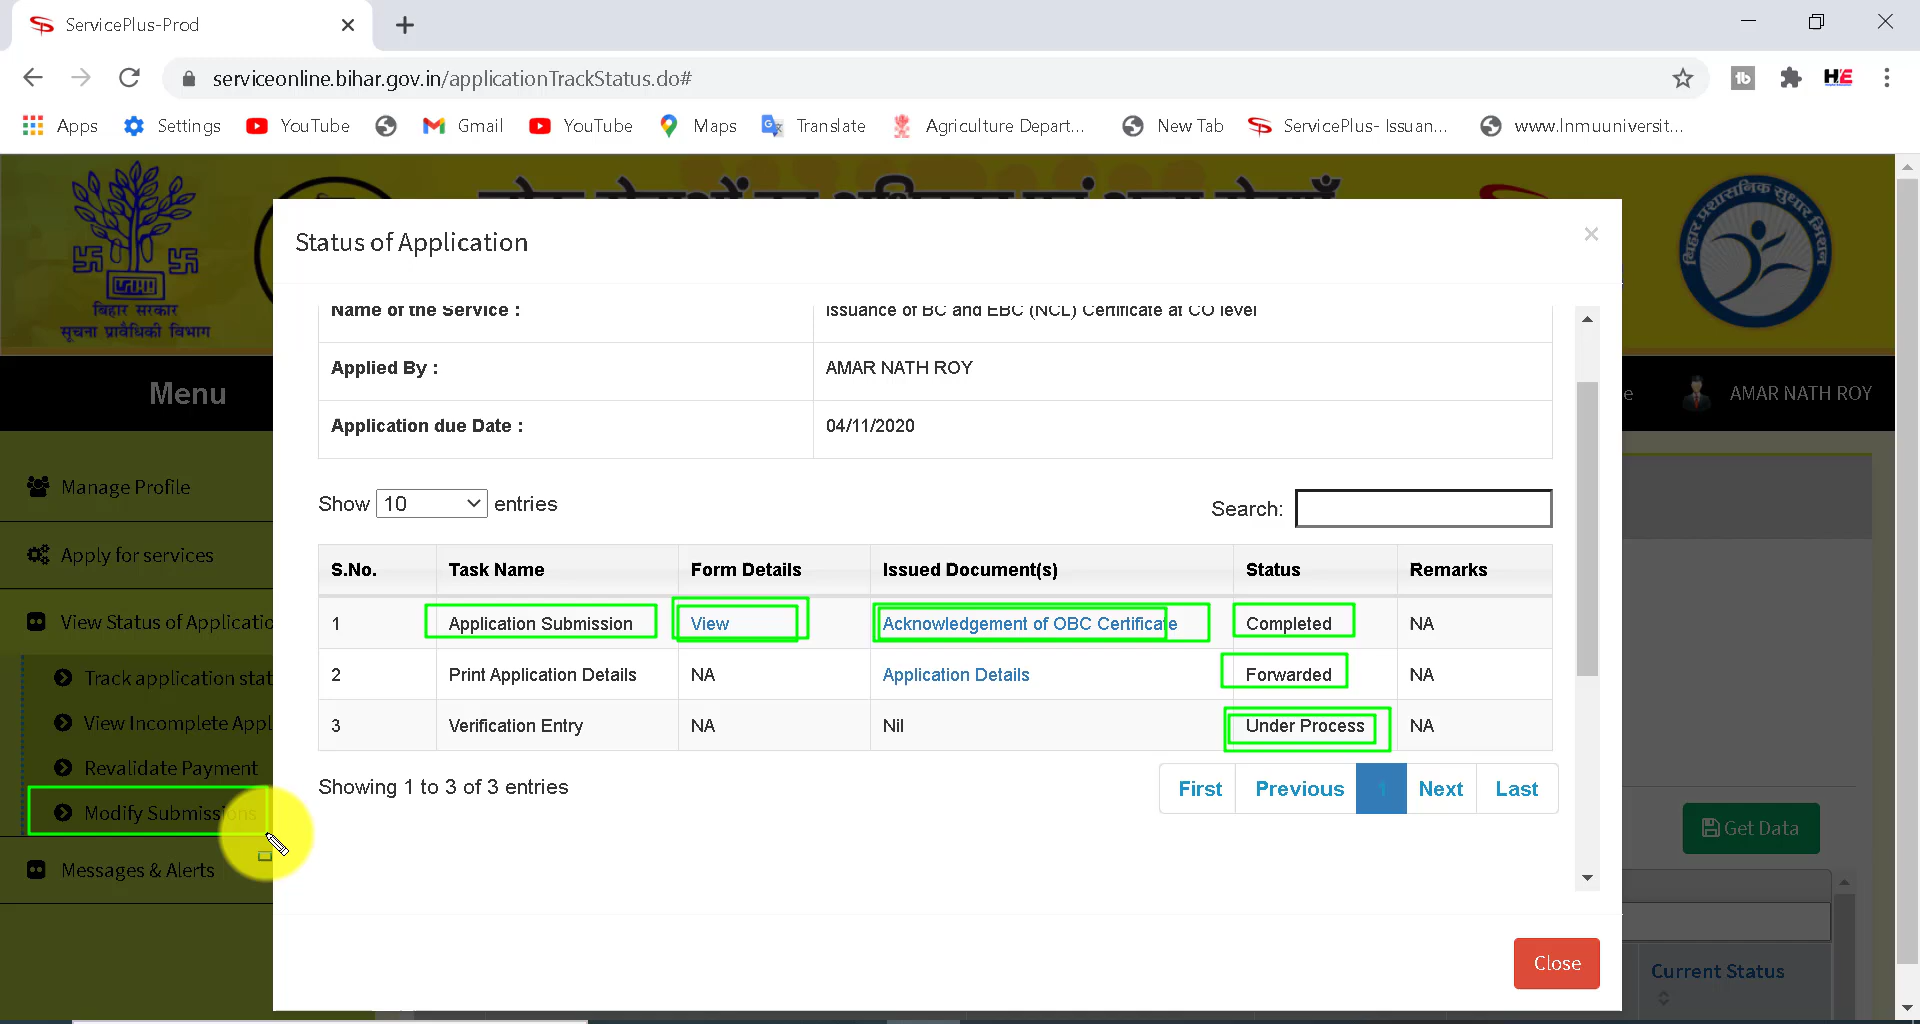 ServicePlus-Prod
serviceonline.bihar.gov.in/applicationTrackStatus.do#
Apps Settings YouTube Gmail YouTube Maps Translate Agriculture Depart... New Tab ServicePlus- Issuan... www.lnmuuniversit...
बिहार सरकार
सूचना प्रावैधिकी विभाग
बिहार प्रशासनिक सुधार मिशन
Status of Application
×
Name of the Service : Issuance of BC and EBC (NCL) Certificate at CO level
Applied By : AMAR NATH ROY
Application due Date : 04/11/2020
Menu
AMAR NATH ROY
Manage Profile
Apply for services
View Status of Applicatio
Track application stat
View Incomplete Appl
Revalidate Payment
Modify Submissions
Messages & Alerts
Show 10 entries
Search:
S.No. Task Name Form Details Issued Document(s) Status Remarks
1 Application Submission View Acknowledgement of OBC Certificate Completed NA
2 Print Application Details NA Application Details Forwarded NA
3 Verification Entry NA Nil Under Process NA
Showing 1 to 3 of 3 entries
First Previous 1 Next Last
Get Data
Close
Current Status